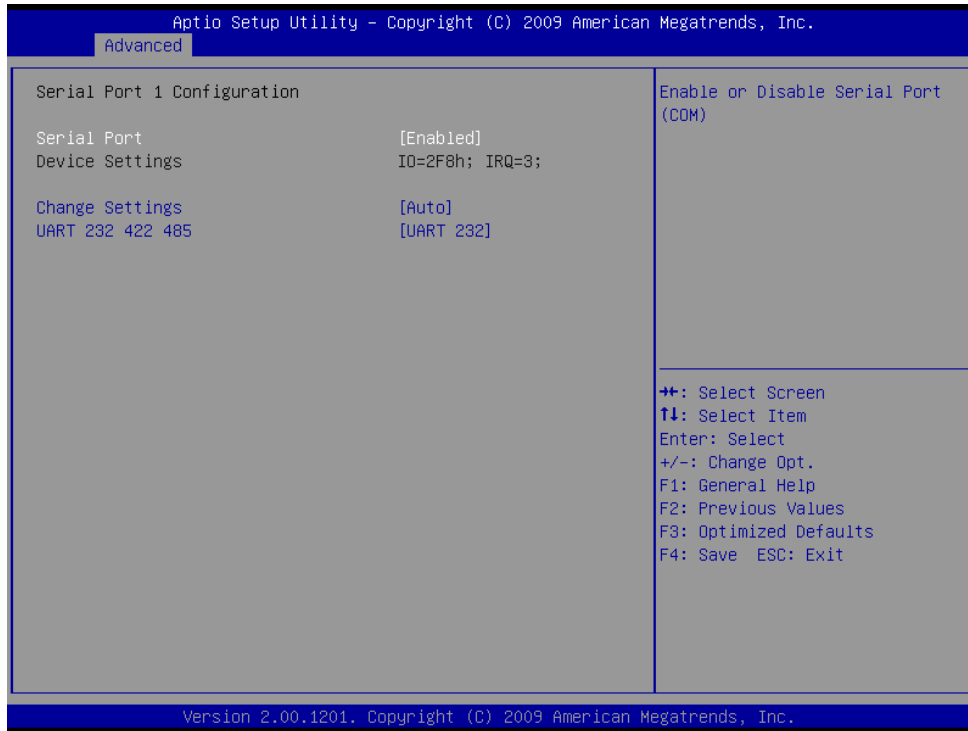 Aptio Setup Utility – Copyright (C) 2009 American Megatrends, Inc.
Advanced
Serial Port 1 Configuration
Serial Port [Enabled]
Device Settings IO=2F8h; IRQ=3;
Change Settings [Auto]
UART 232 422 485 [UART 232]
Enable or Disable Serial Port
(COM)
→←: Select Screen
↑↓: Select Item
Enter: Select
+/-: Change Opt.
F1: General Help
F2: Previous Values
F3: Optimized Defaults
F4: Save ESC: Exit
Version 2.00.1201. Copyright (C) 2009 American Megatrends, Inc.